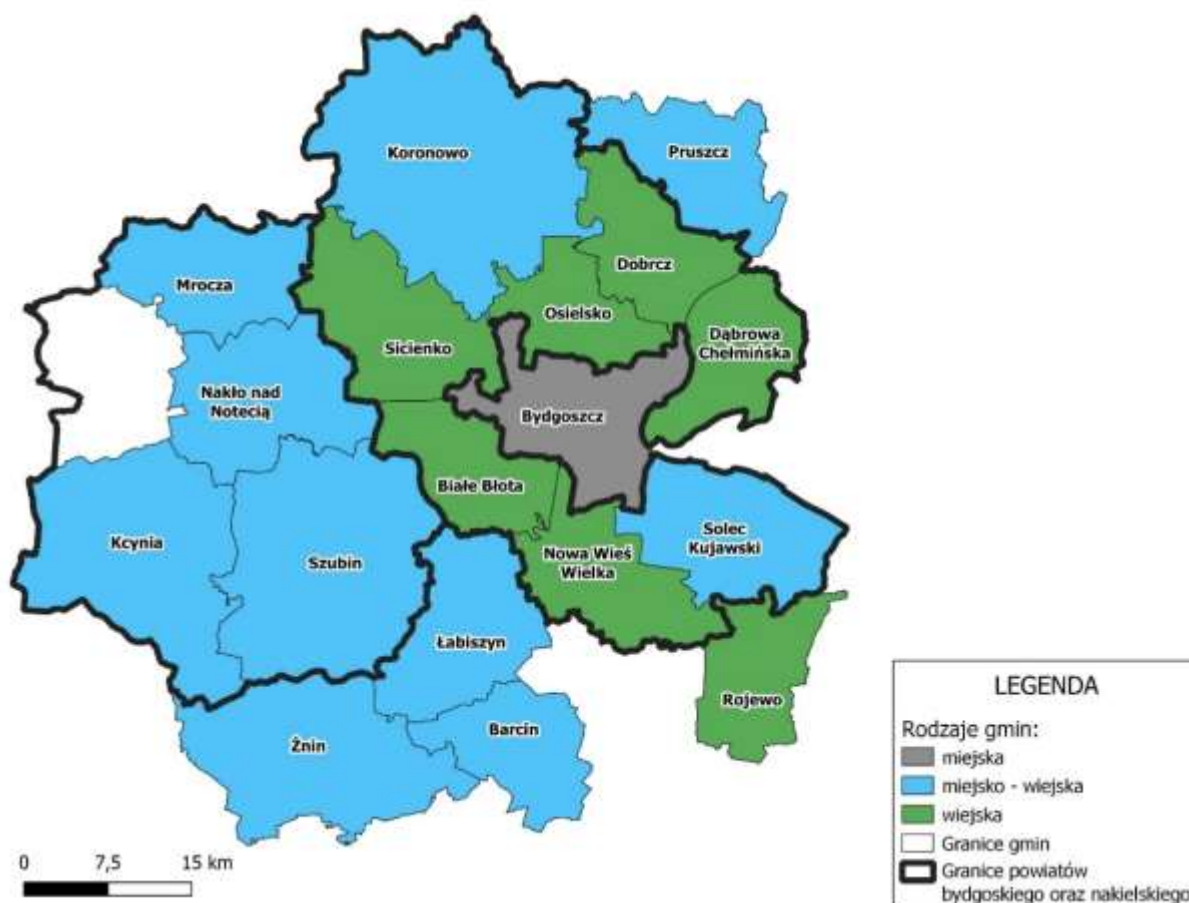 Koronowo
Pruszcz
Mrocza
Dobrcz
Osielsko
Sicienko
Dąbrowa
Chełmińska
Nakło nad
Notecią
Bydgoszcz
Białe Błota
Kcynia
Szubin
Solec
Kujawski
Nowa Wieś
Wielka
Łabiszyn
Rojewo
Barcin
Żnin
LEGENDA
Rodzaje gmin:
miejska
miejsko - wiejska
wiejska
Granice gmin
Granice powiatów
bydgoskiego oraz nakielskiego
0 7,5 15 km